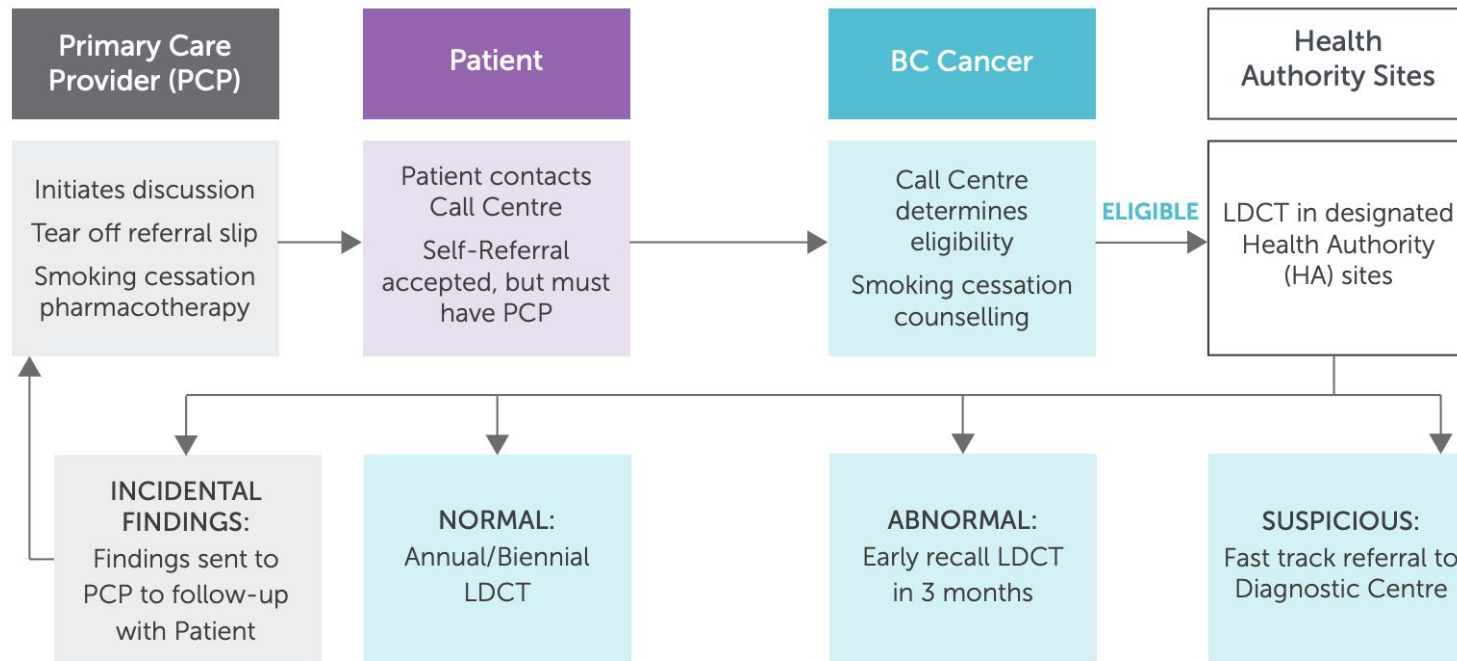 Primary Care
Provider (PCP)
Patient
BC Cancer
Health
Authority Sites
Initiates discussion
Tear off referral slip
Smoking cessation
pharmacotherapy
Patient contacts
Call Centre
Self-Referral
accepted, but must
have PCP
Call Centre
determines
eligibility
Smoking cessation
counselling
ELIGIBLE
LDCT in designated
Health Authority
(HA) sites
INCIDENTAL
FINDINGS:
Findings sent to
PCP to follow-up
with Patient
NORMAL:
Annual/Biennial
LDCT
ABNORMAL:
Early recall LDCT
in 3 months
SUSPICIOUS:
Fast track referral to
Diagnostic Centre